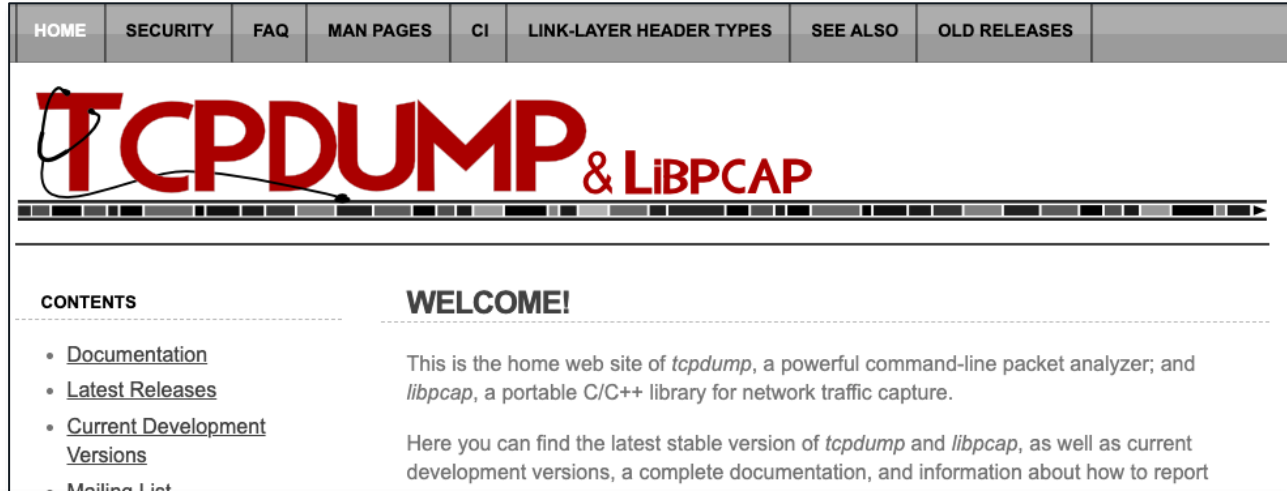 HOME SECURITY FAQ MAN PAGES CI LINK-LAYER HEADER TYPES SEE ALSO OLD RELEASES
TCPDUMP & LiBPCAP
CONTENTS
Documentation
Latest Releases
Current Development
Versions
Mailing List
WELCOME!
This is the home web site of tcpdump, a powerful command-line packet analyzer; and
libpcap, a portable C/C++ library for network traffic capture.
Here you can find the latest stable version of tcpdump and libpcap, as well as current
development versions, a complete documentation, and information about how to report